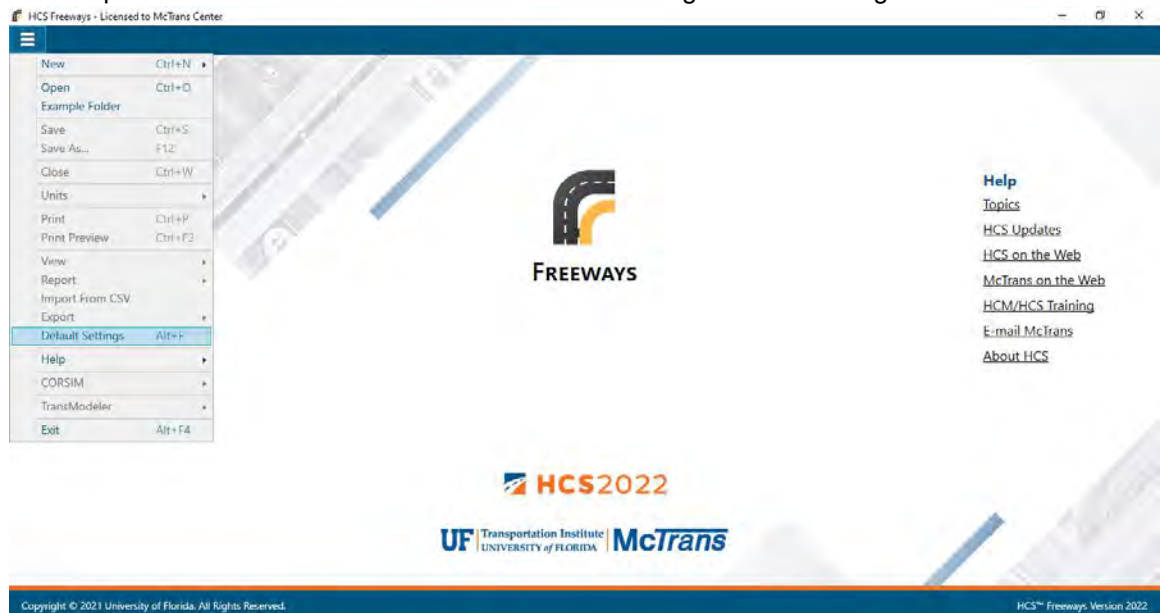 HCS Freeways - Licensed to McTrans Center
New Ctrl+N
Open Ctrl+O
Example Folder
Save Ctrl+S
Save As... F12
Close Ctrl+W
Units
Print Ctrl+P
Print Preview Ctrl+F2
View
Report
Import From CSV
Export
Default Settings Alt+F
Help
CORSIM
TransModeler
Exit Alt+F4
FREEWAYS
Help
Topics
HCS Updates
HCS on the Web
McTrans on the Web
HCM/HCS Training
E-mail McTrans
About HCS
HCS2022
UF Transportation Institute McTrans
UNIVERSITY of FLORIDA
Copyright © 2021 University of Florida. All Rights Reserved.
HCS™ Freeways Version 2022